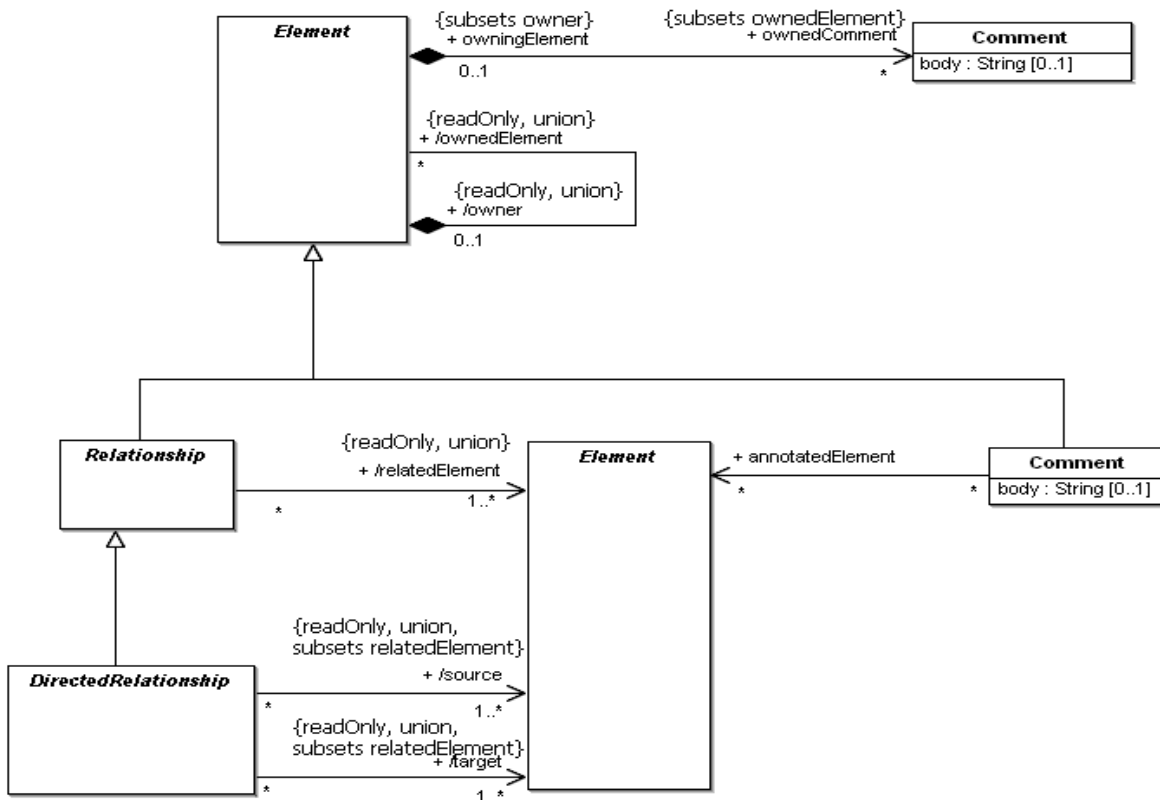 Element
{subsets owner}
+ owningElement
0..1
{subsets ownedElement}
+ ownedComment
*
Comment
body : String [0..1]
{readOnly, union}
+ /ownedElement
*
{readOnly, union}
+ /owner
0..1
Relationship
{readOnly, union}
+ /relatedElement
*
1..*
Element
+ annotatedElement
*
*
Comment
body : String [0..1]
DirectedRelationship
{readOnly, union,
subsets relatedElement}
+ /source
*
1..*
{readOnly, union,
subsets relatedElement}
+ /target
*
1..*